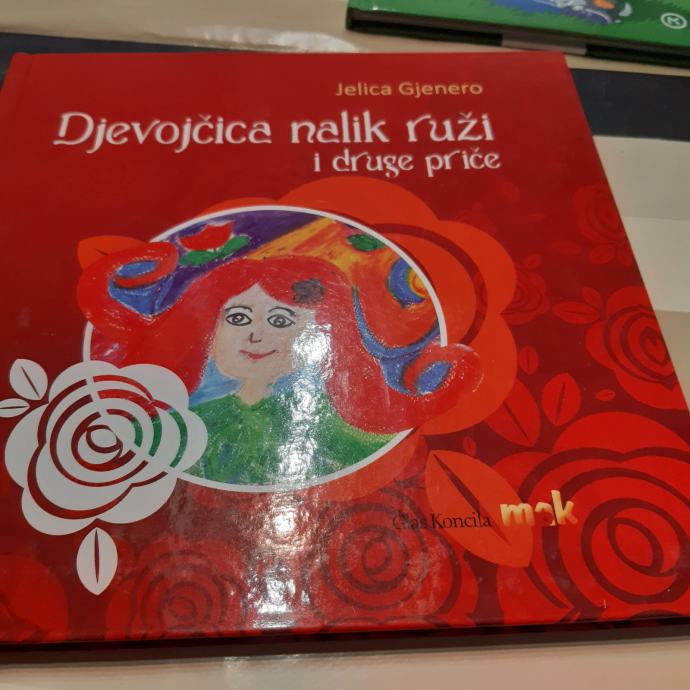 Jelica Gjenero
Djevojčica nalik ruži
i druge priče
Glas Koncila mak